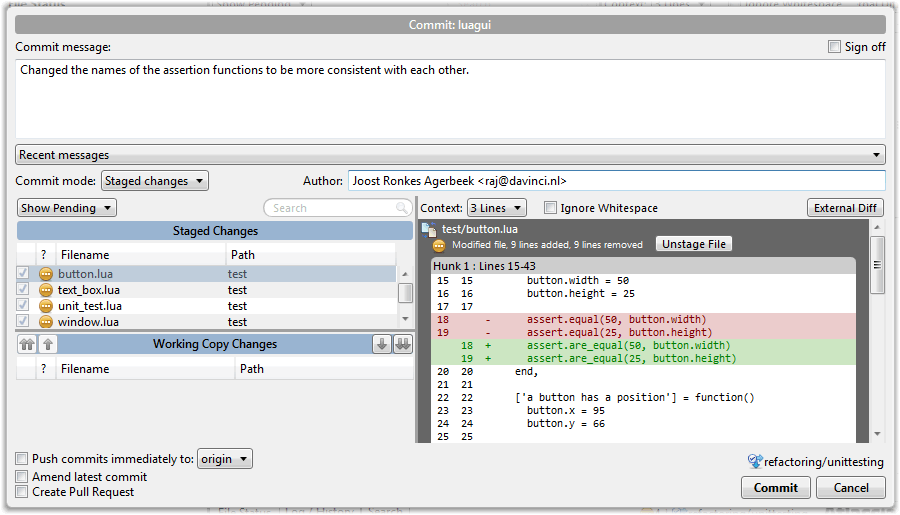 Commit: luagui
Commit message:
Sign off
Changed the names of the assertion functions to be more consistent with each other.
Recent messages
Commit mode: Staged changes
Author: Joost Ronkes Agerbeek <raj@davinci.nl>
Show Pending
Search
Context: 3 Lines
Ignore Whitespace
External Diff
Staged Changes
? Filename Path
button.lua test
text_box.lua test
unit_test.lua test
window.lua test
Working Copy Changes
? Filename Path
test/button.lua
Modified file, 9 lines added, 9 lines removed
Unstage File
Hunk 1 : Lines 15-43
15 15 button.width = 50
16 16 button.height = 25
17 17
18 - assert.equal(50, button.width)
19 - assert.equal(25, button.height)
18 + assert.are_equal(50, button.width)
19 + assert.are_equal(25, button.height)
20 20 end,
21 21
22 22 ['a button has a position'] = function()
23 23 button.x = 95
24 24 button.y = 66
25 25
Push commits immediately to: origin
Amend latest commit
Create Pull Request
refactoring/unittesting
Commit
Cancel